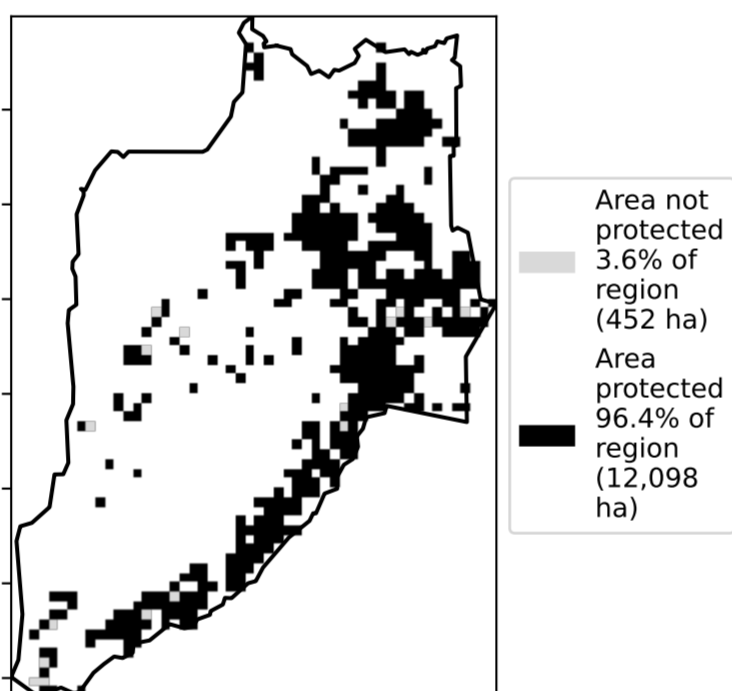 Area not
protected
3.6% of
region
(452 ha)
Area
protected
96.4% of
region
(12,098
ha)